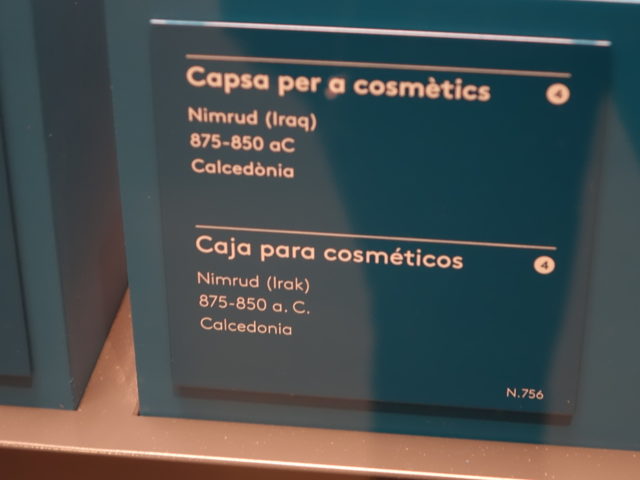 Capsa per a cosmètics 4
Nimrud (Iraq)
875-850 aC
Calcedònia
Caja para cosméticos 4
Nimrud (Irak)
875-850 a. C.
Calcedonia
N.756